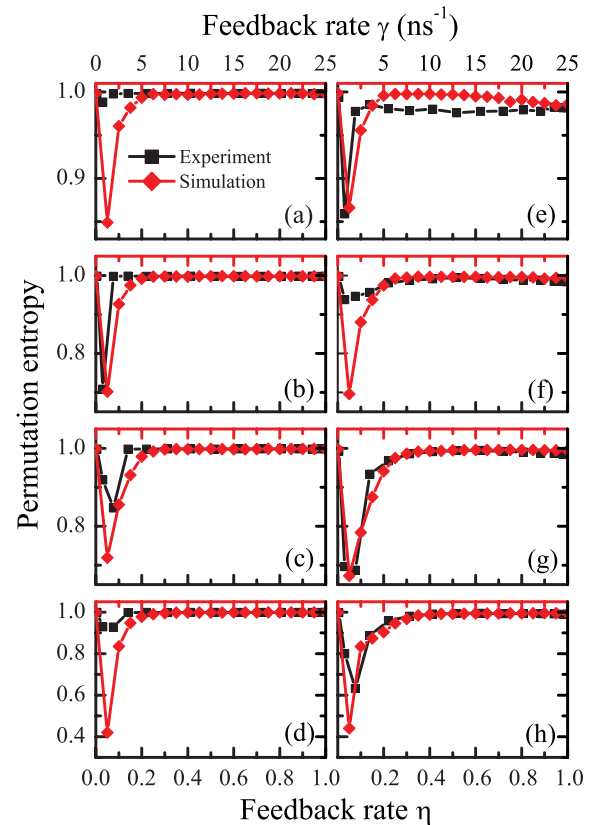 Feedback rate γ (ns⁻¹)
0 5 10 15 20 25 5 10 15 20 25
1.0
0.9
Experiment
Simulation
(a)
(e)
1.0
0.8
(b)
(f)
Permutation entropy
1.0
0.8
(c)
(g)
1.0
0.8
0.6
0.4
(d)
(h)
0.0 0.2 0.4 0.6 0.8 1.0 0.2 0.4 0.6 0.8 1.0
Feedback rate η